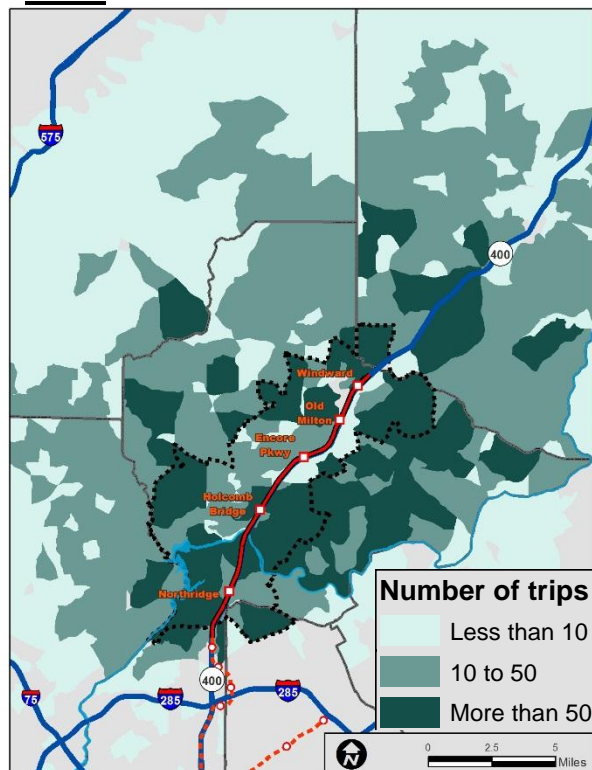 575
400
Windward
Old
Milton
Encore
Pkwy
Holcomb
Bridge
Northridge
Number of trips
Less than 10
10 to 50
More than 50
400
75
285
285
N
0 2.5 5
Miles